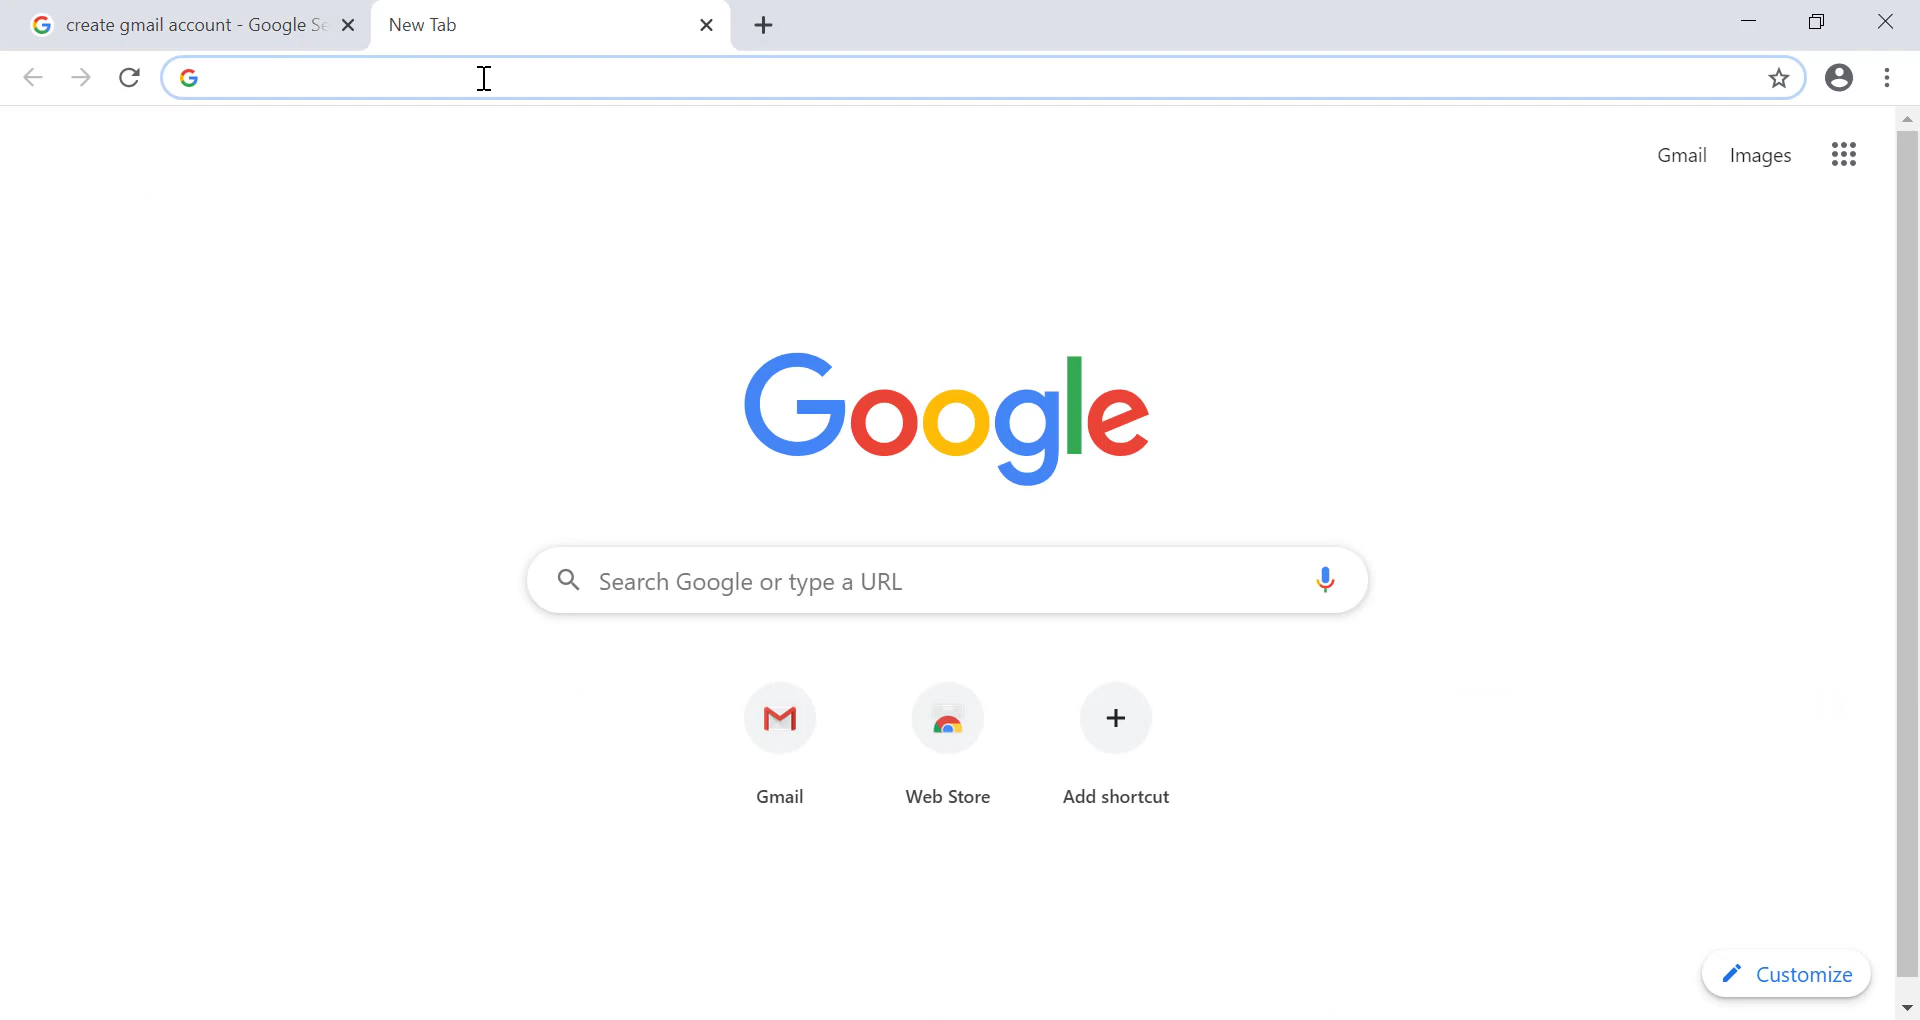 create gmail account - Google Se
New Tab
Gmail Images
Google
Search Google or type a URL
Gmail Web Store Add shortcut
Customize